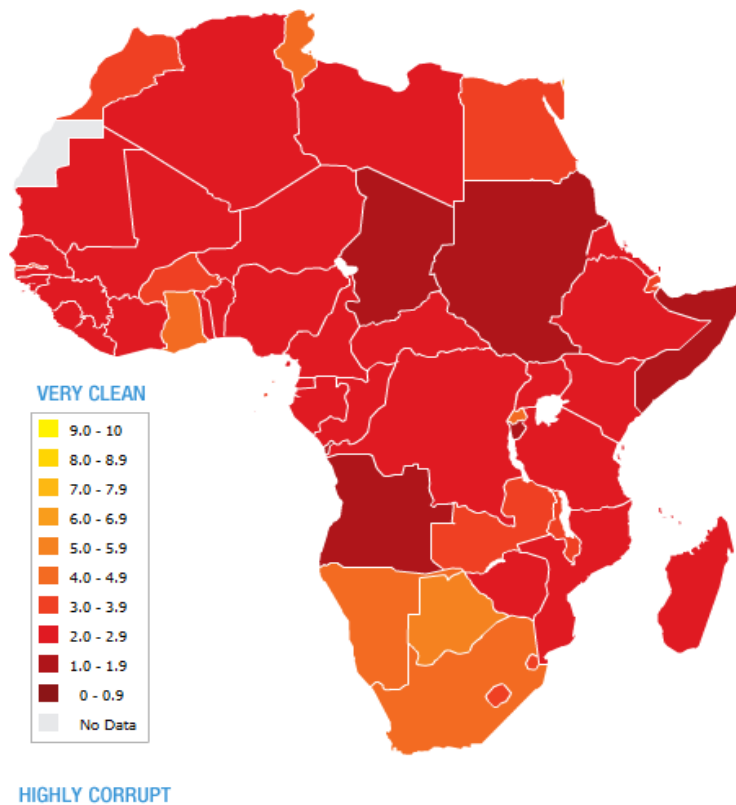 VERY CLEAN
9.0 - 10
8.0 - 8.9
7.0 - 7.9
6.0 - 6.9
5.0 - 5.9
4.0 - 4.9
3.0 - 3.9
2.0 - 2.9
1.0 - 1.9
0 - 0.9
No Data
HIGHLY CORRUPT